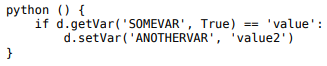 python () {
    if d.getVar('SOMEVAR', True) == 'value':
        d.setVar('ANOTHERVAR', 'value2')
}